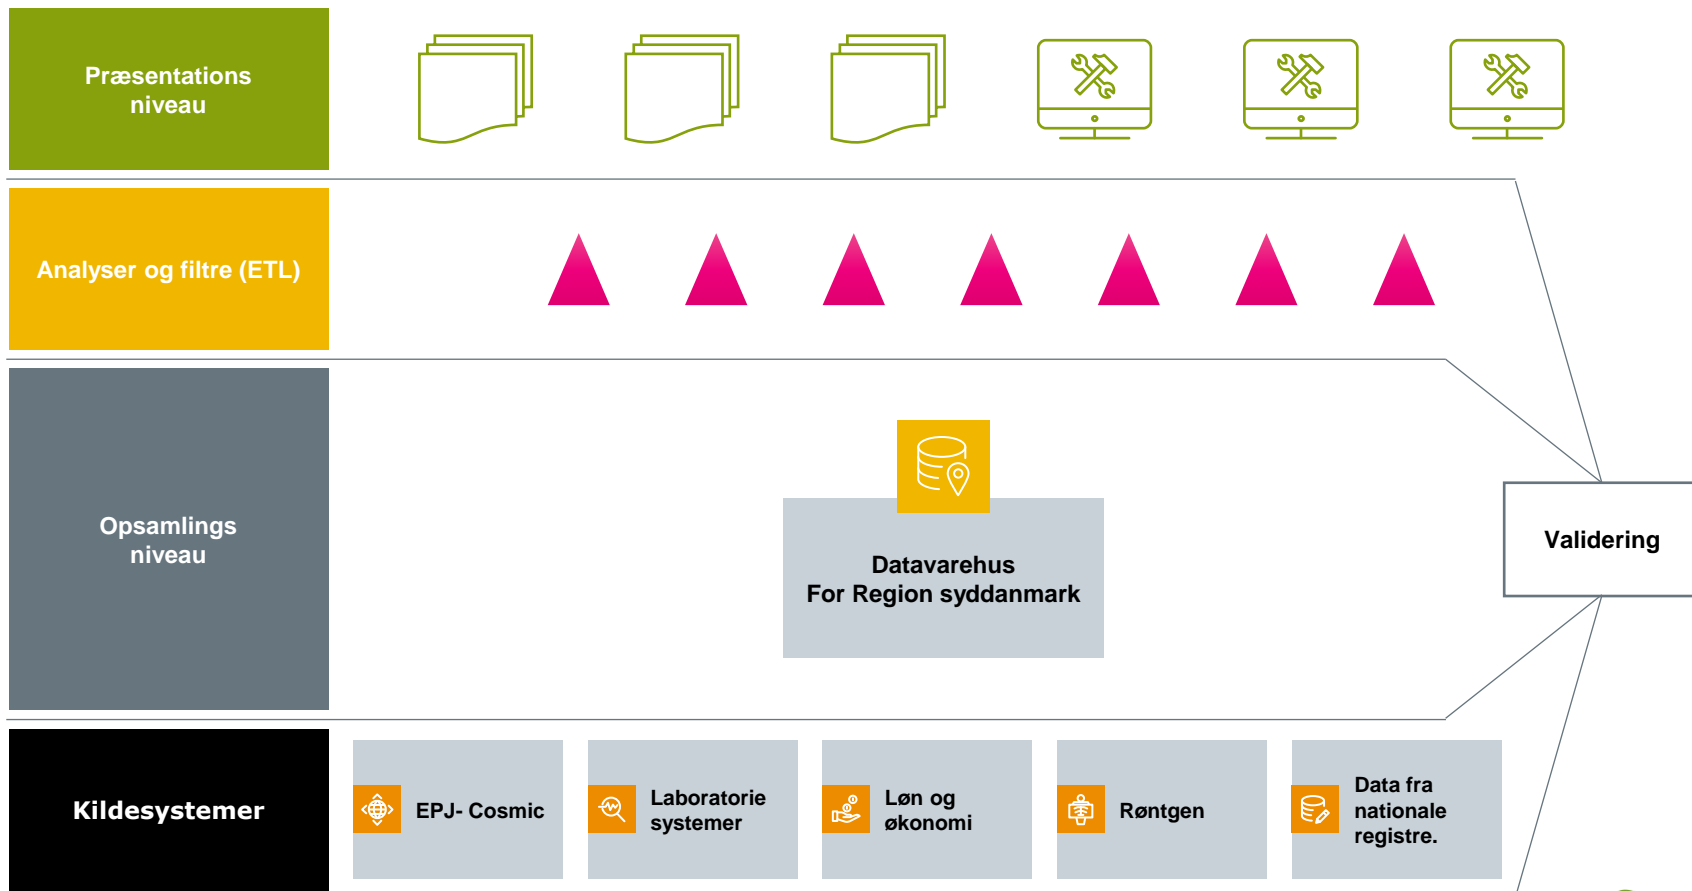 Præsentations
niveau
Analyser og filtre (ETL)
Opsamlings
niveau
Datavarehus
For Region syddanmark
Validering
Kildesystemer
EPJ- Cosmic
Laboratorie
systemer
Løn og
økonomi
Røntgen
Data fra
nationale
registre.